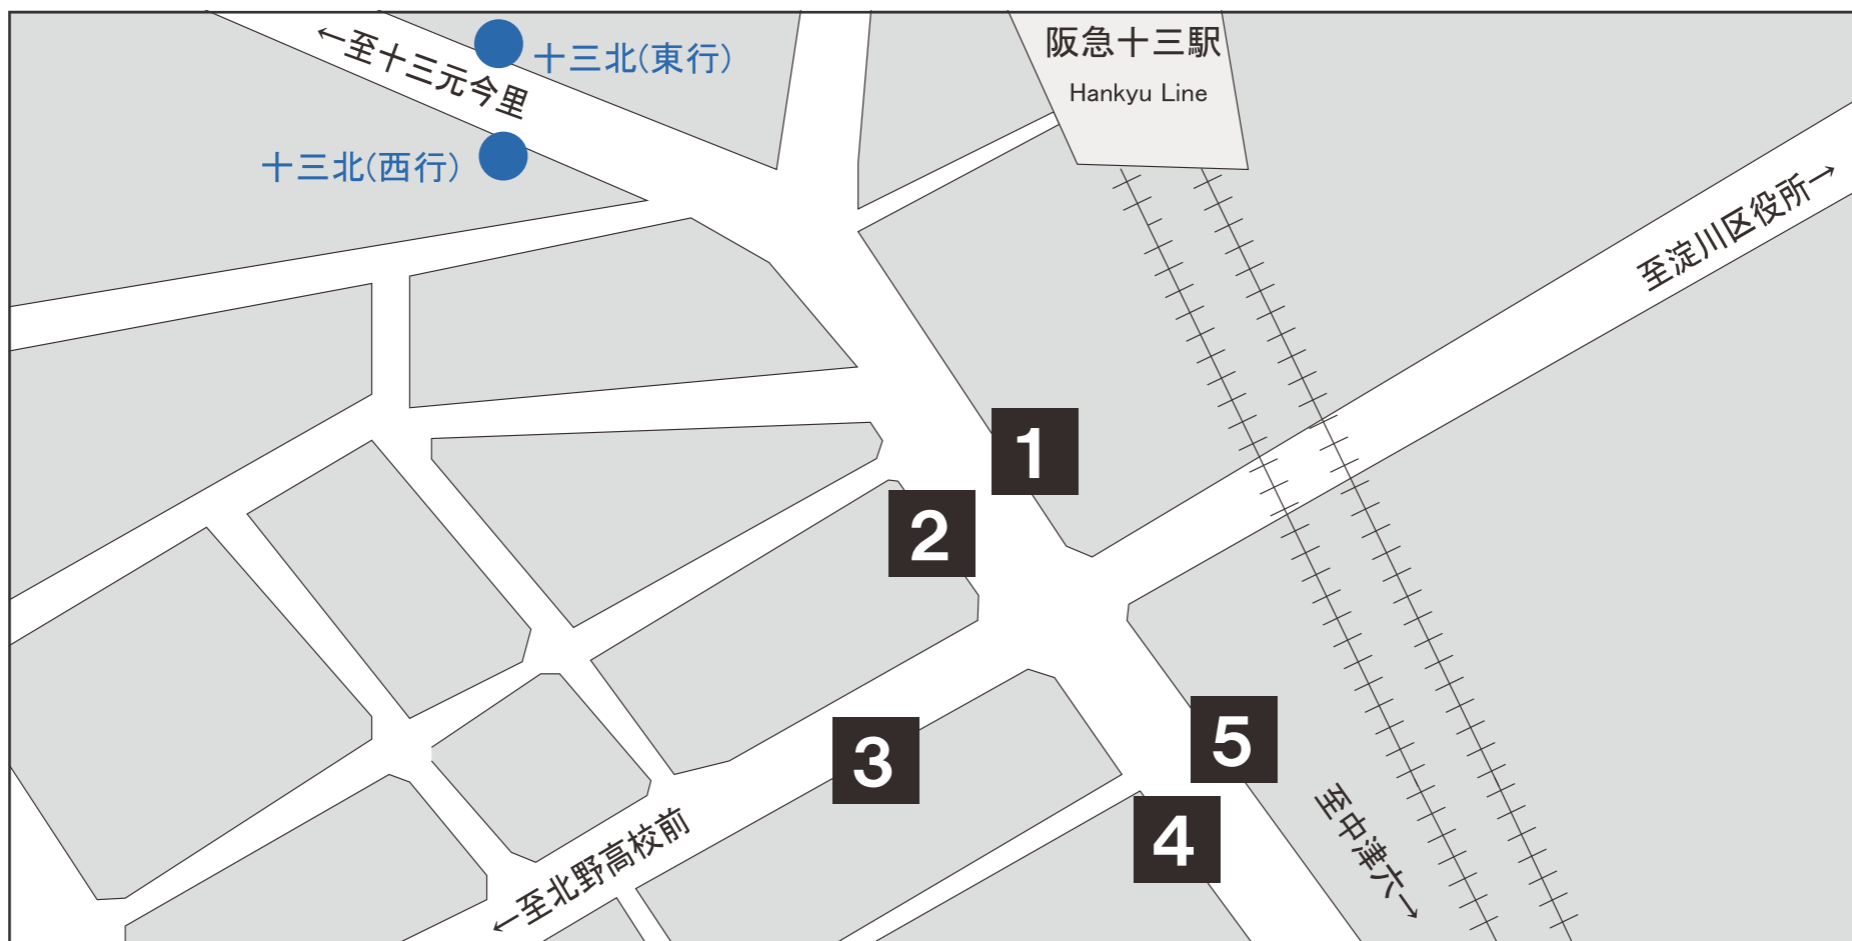 ←至十三元今里
十三北(東行)
十三北(西行)
阪急十三駅
Hankyu Line
至淀川区役所→
1
2
3
5
4
←至北野高校前
至中津六→